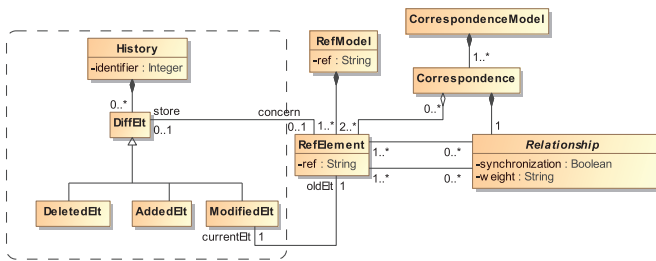 CorrespondenceModel
History
-identifier : Integer
RefModel
-ref : String
1..*
Correspondence
0..*
store
concern
0..*
DiffElt
0..1
0..1
1..*
2..*
1
RefElement
-ref : String
1..*
0..*
Relationship
-synchronization : Boolean
-weight : String
1..*
0..*
oldElt
1
DeletedElt
AddedElt
ModifiedElt
currentElt
1